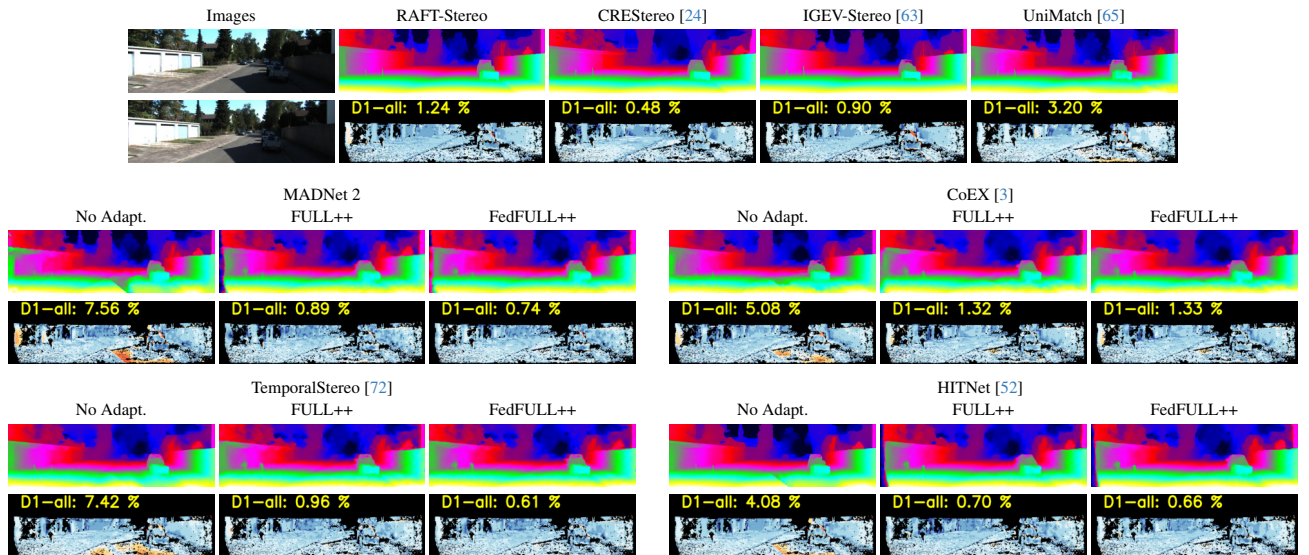 Images RAFT-Stereo CREStereo [24] IGEV-Stereo [63] UniMatch [65]
D1-all: 1.24 % D1-all: 0.48 % D1-all: 0.90 % D1-all: 3.20 %
MADNet 2 CoEX [3]
No Adapt. FULL++ FedFULL++ No Adapt. FULL++ FedFULL++
D1-all: 7.56 % D1-all: 0.89 % D1-all: 0.74 % D1-all: 5.08 % D1-all: 1.32 % D1-all: 1.33 %
TemporalStereo [72] HITNet [52]
No Adapt. FULL++ FedFULL++ No Adapt. FULL++ FedFULL++
D1-all: 7.42 % D1-all: 0.96 % D1-all: 0.61 % D1-all: 4.08 % D1-all: 0.70 % D1-all: 0.66 %